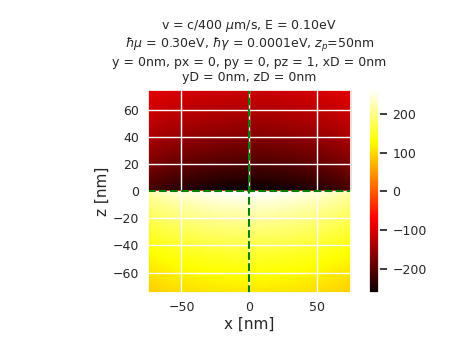 v = c/400 μm/s, E = 0.10eV
ℏμ = 0.30eV, ℏγ = 0.0001eV, zₚ=50nm
y = 0nm, px = 0, py = 0, pz = 1, xD = 0nm
yD = 0nm, zD = 0nm
z [nm]
60
40
20
0
−20
−40
−60
−50
0
50
x [nm]
200
100
0
−100
−200